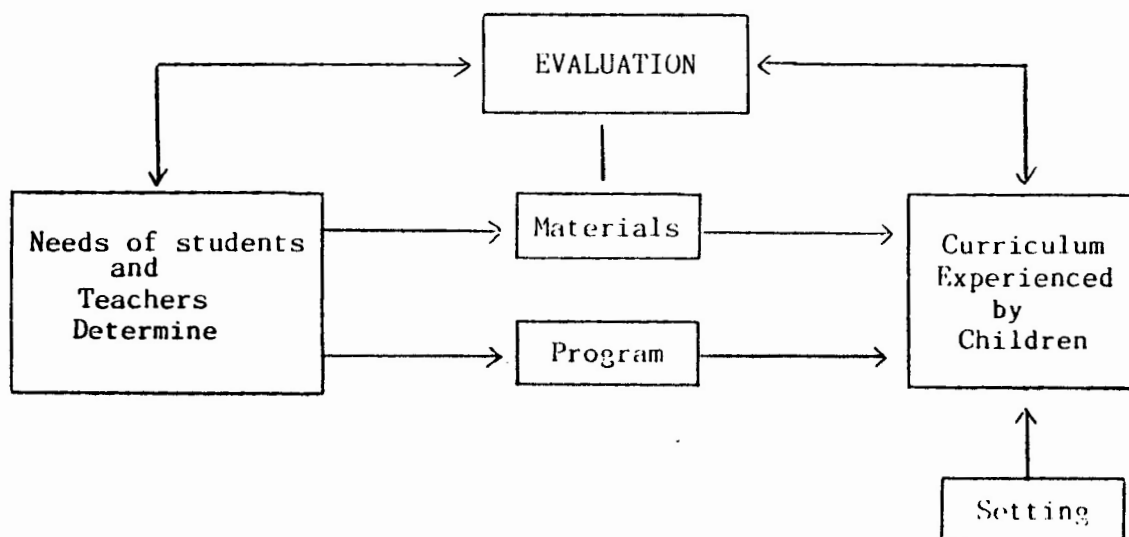 EVALUATION
Needs of students
and
Teachers
Determine
Materials
Program
Curriculum
Experienced
by
Children
Setting